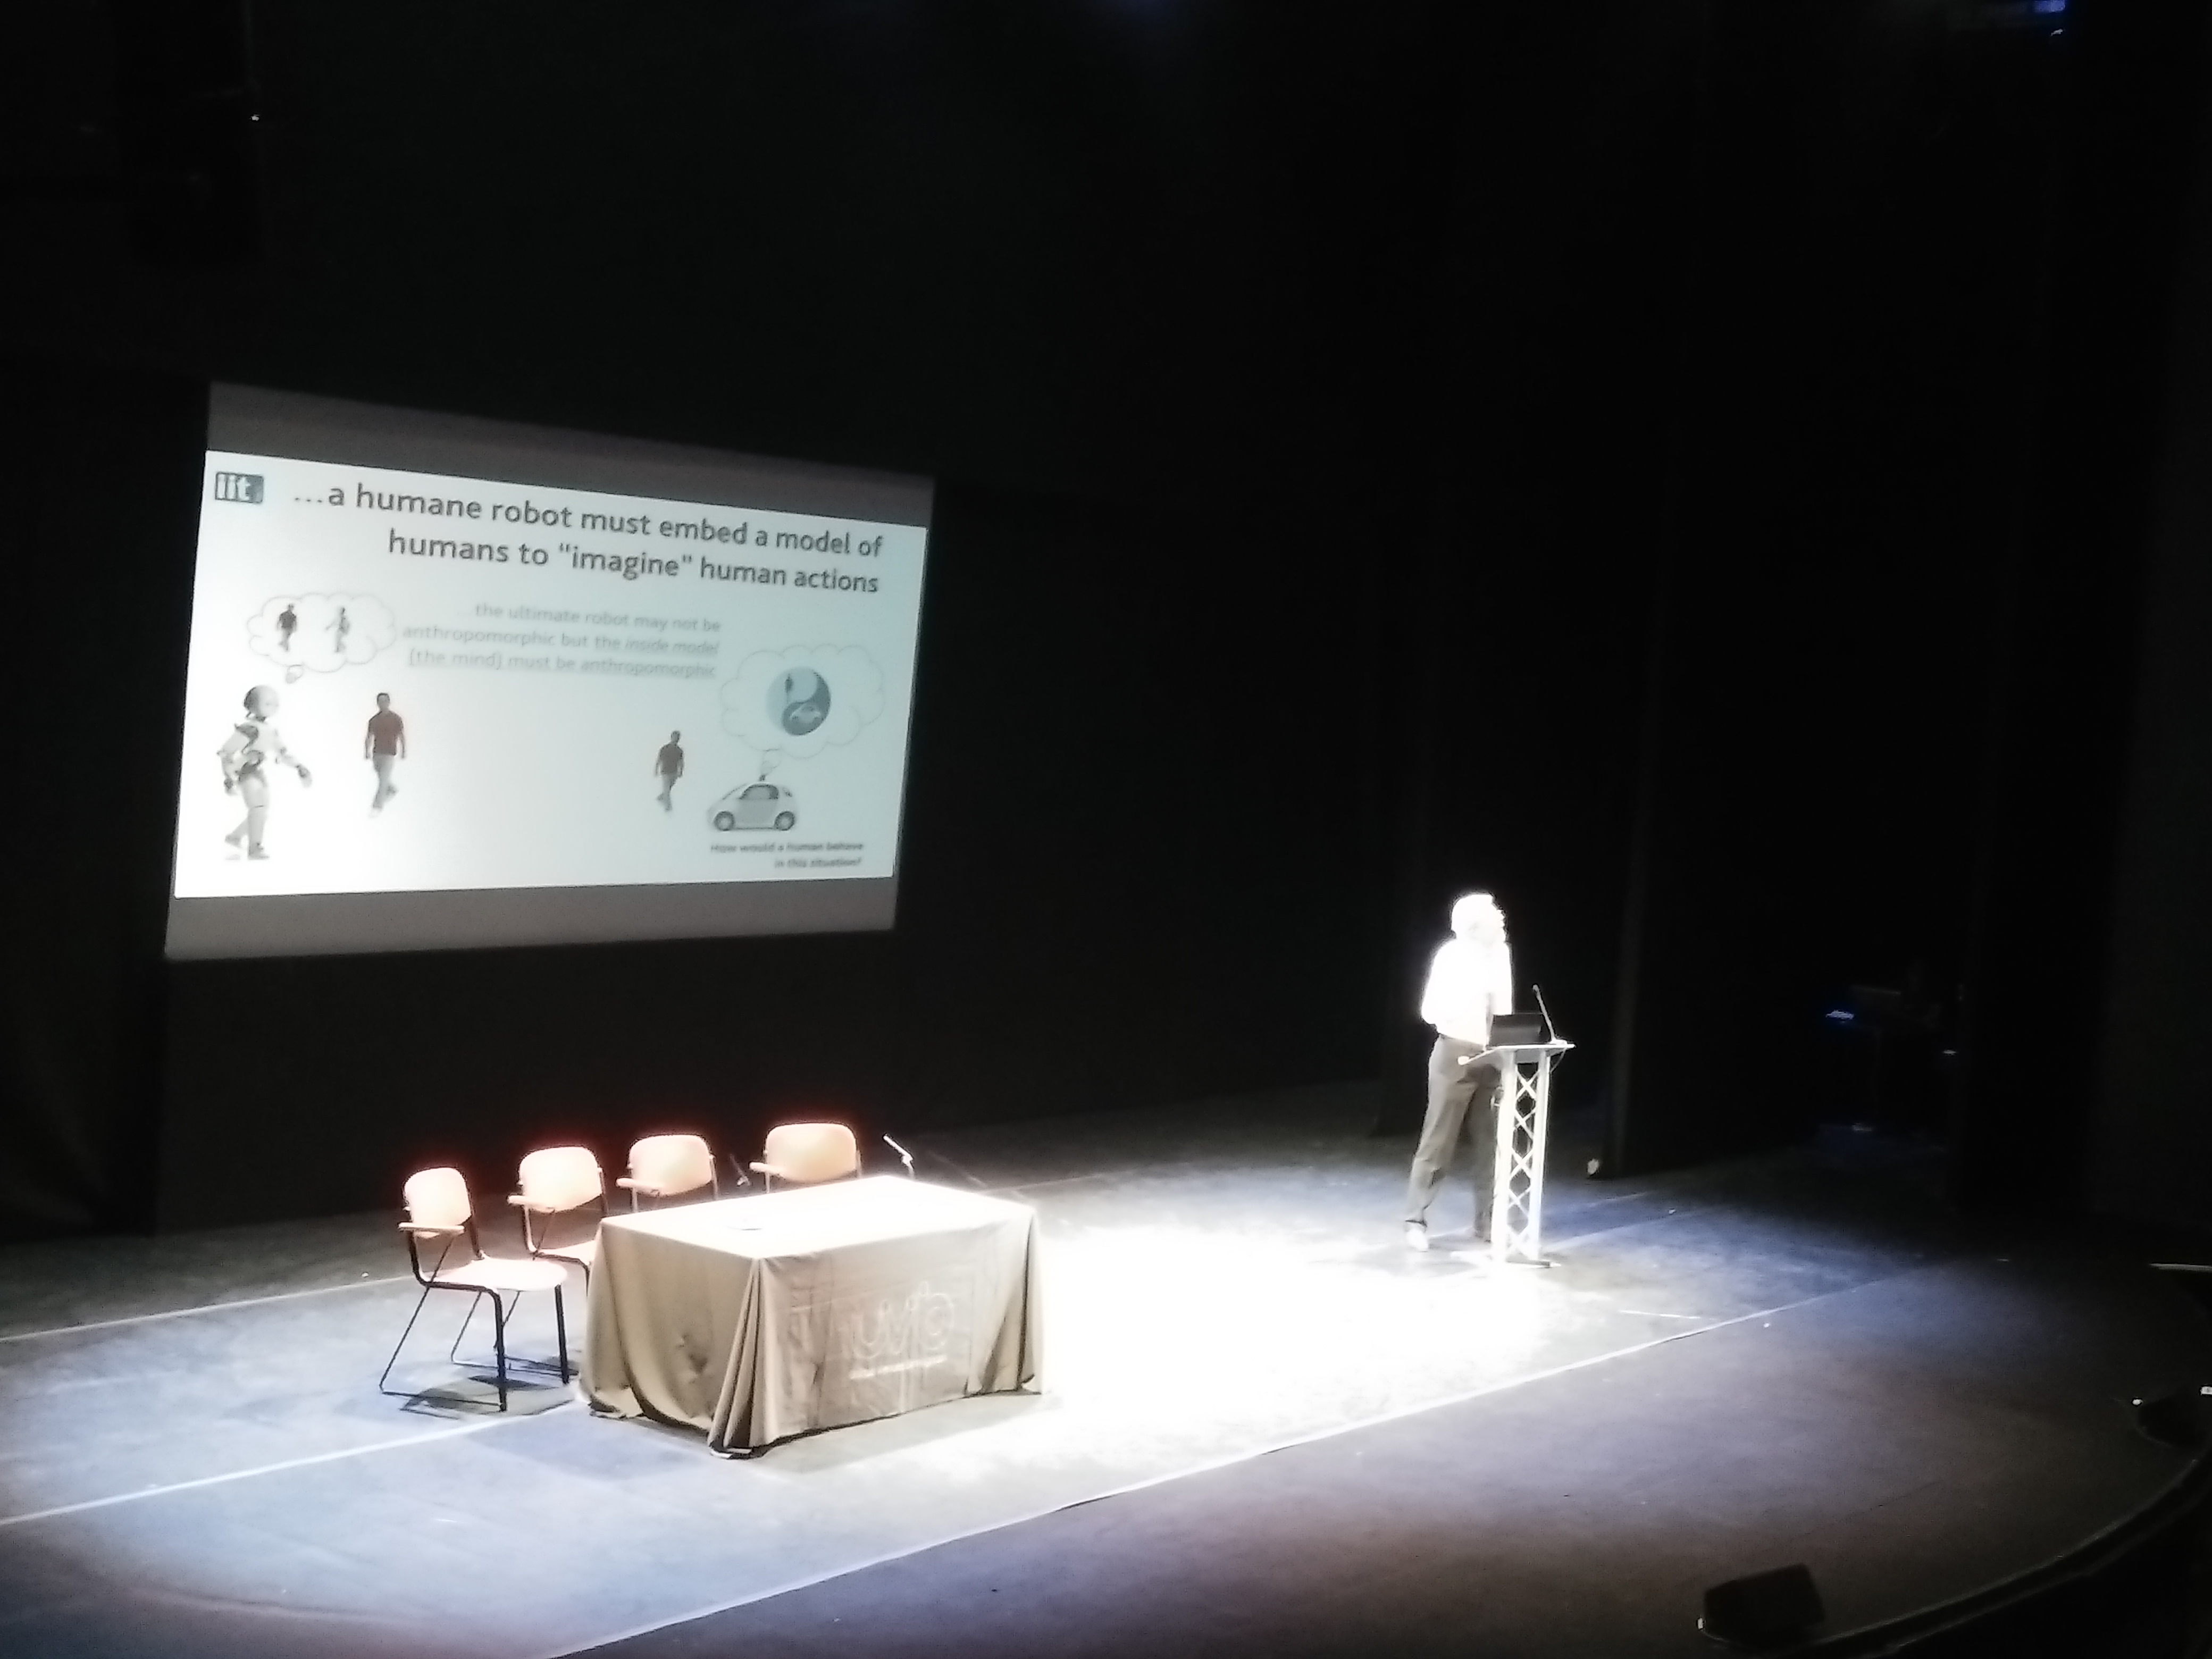 iit
...a humane robot must embed a model of
humans to "imagine" human actions
the ultimate robot may not be
anthropomorphic but the inside model
(the mind) must be anthropomorphic
How would a human behave
in this situation?